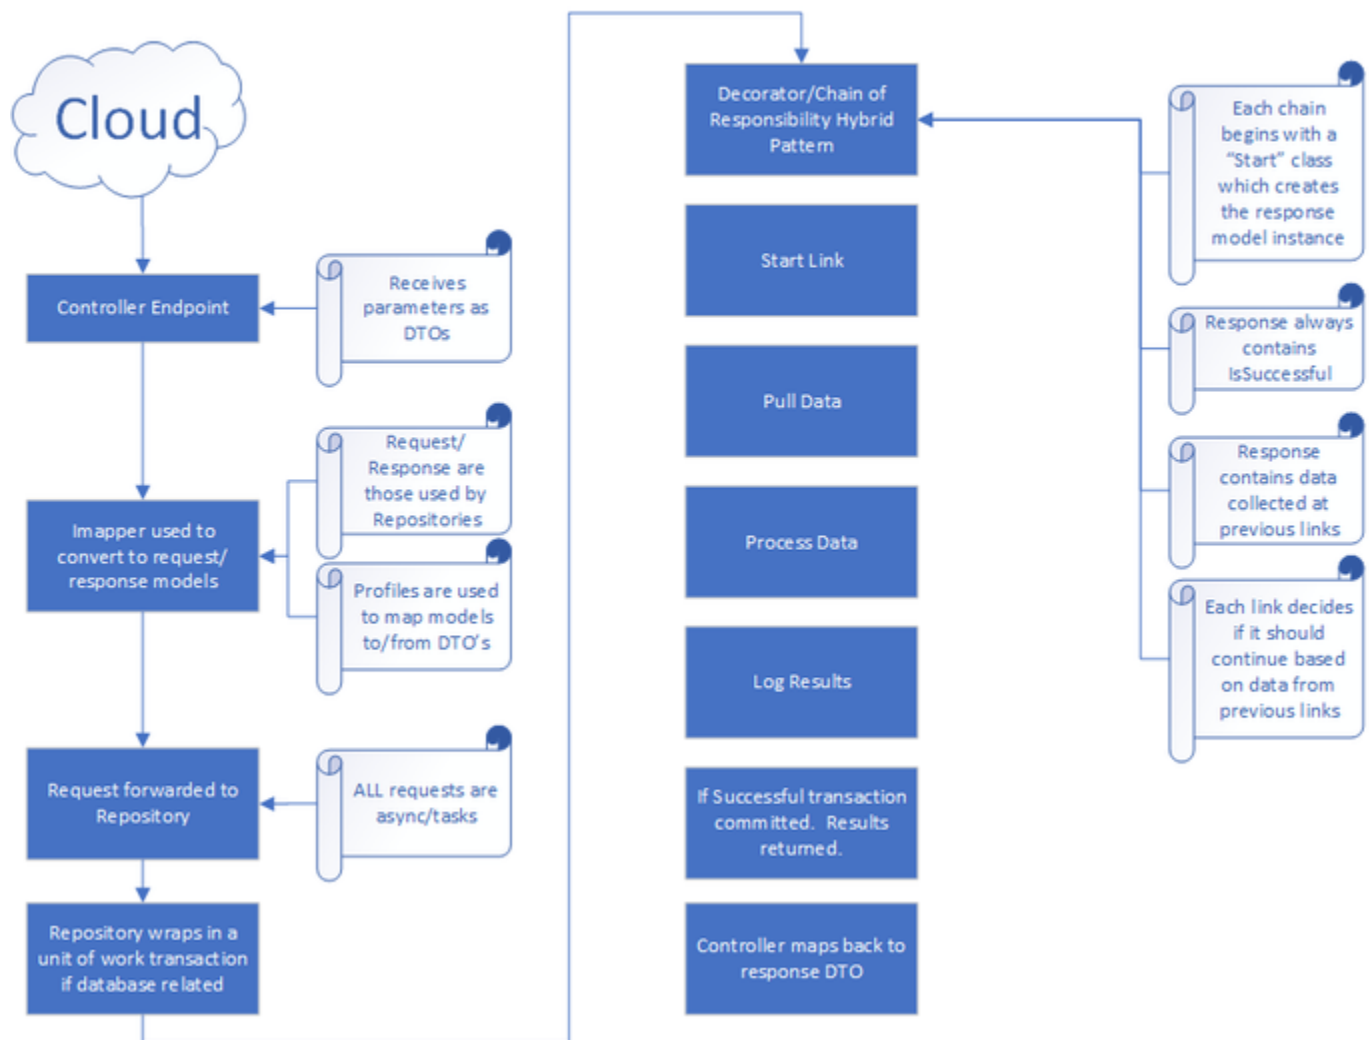 Cloud
Controller Endpoint
Receives
parameters as
DTOs
Imapper used to
convert to request/
response models
Request/
Response are
those used by
Repositories
Profiles are used
to map models
to/from DTO's
Request forwarded to
Repository
ALL requests are
async/tasks
Repository wraps in a
unit of work transaction
if database related
Decorator/Chain of
Responsibility Hybrid
Pattern
Start Link
Pull Data
Process Data
Log Results
If Successful transaction
committed.  Results
returned.
Controller maps back to
response DTO
Each chain
begins with a
“Start” class
which creates
the response
model instance
Response always
contains
IsSuccessful
Response
contains data
collected at
previous links
Each link decides
if it should
continue based
on data from
previous links